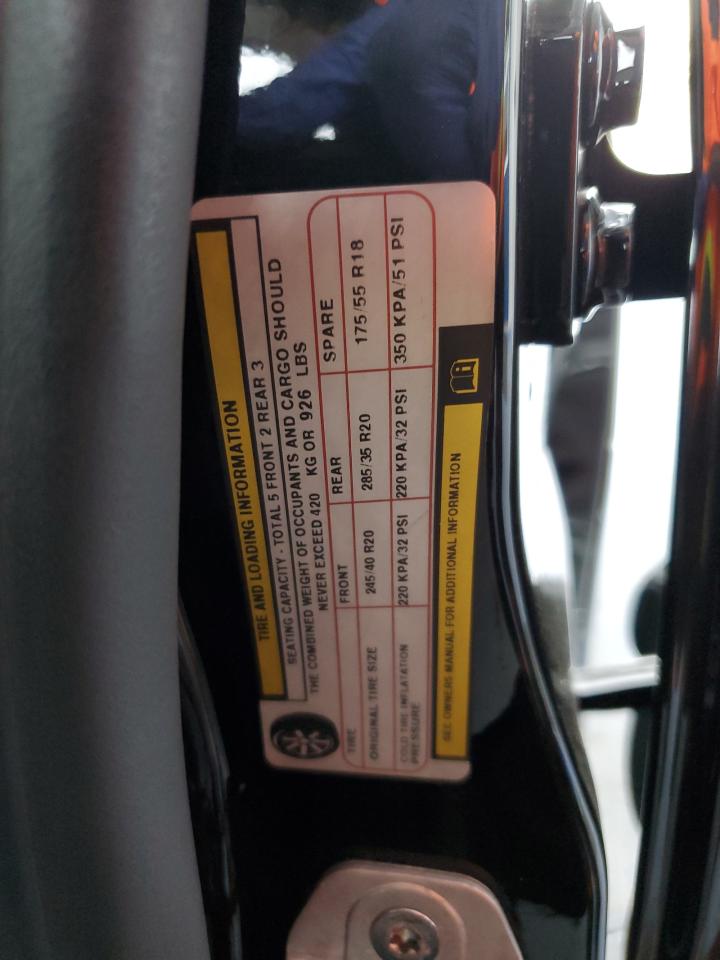 TIRE AND LOADING INFORMATION
SEATING CAPACITY - TOTAL 5 FRONT 2 REAR 3
THE COMBINED WEIGHT OF OCCUPANTS AND CARGO SHOULD
NEVER EXCEED 420 KG OR 926 LBS
TIRE FRONT REAR SPARE
ORIGINAL TIRE SIZE 245/40 R20 285/35 R20 175/55 R18
COLD TIRE INFLATATION 220 KPA/32 PSI 220 KPA/32 PSI 350 KPA/51 PSI
PRESSURE
SEE OWNERS MANUAL FOR ADDITIONAL INFORMATION